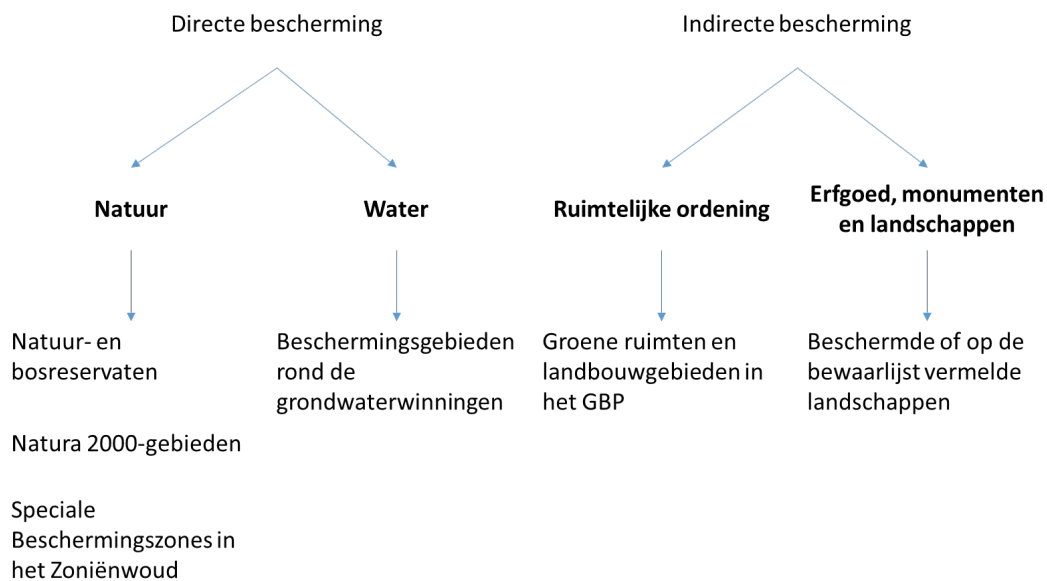 Directe bescherming
Indirecte bescherming
Natuur
Water
Ruimtelijke ordening
Erfgoed, monumenten
en landschappen
Natuur- en
bosreservaten
Natura 2000-gebieden
Speciale
Beschermingszones in
het Zoniënwoud
Beschermingsgebieden
rond de
grondwaterwinningen
Groene ruimten en
landbouwgebieden in
het GBP
Beschermde of op de
bewaarlijst vermelde
landschappen